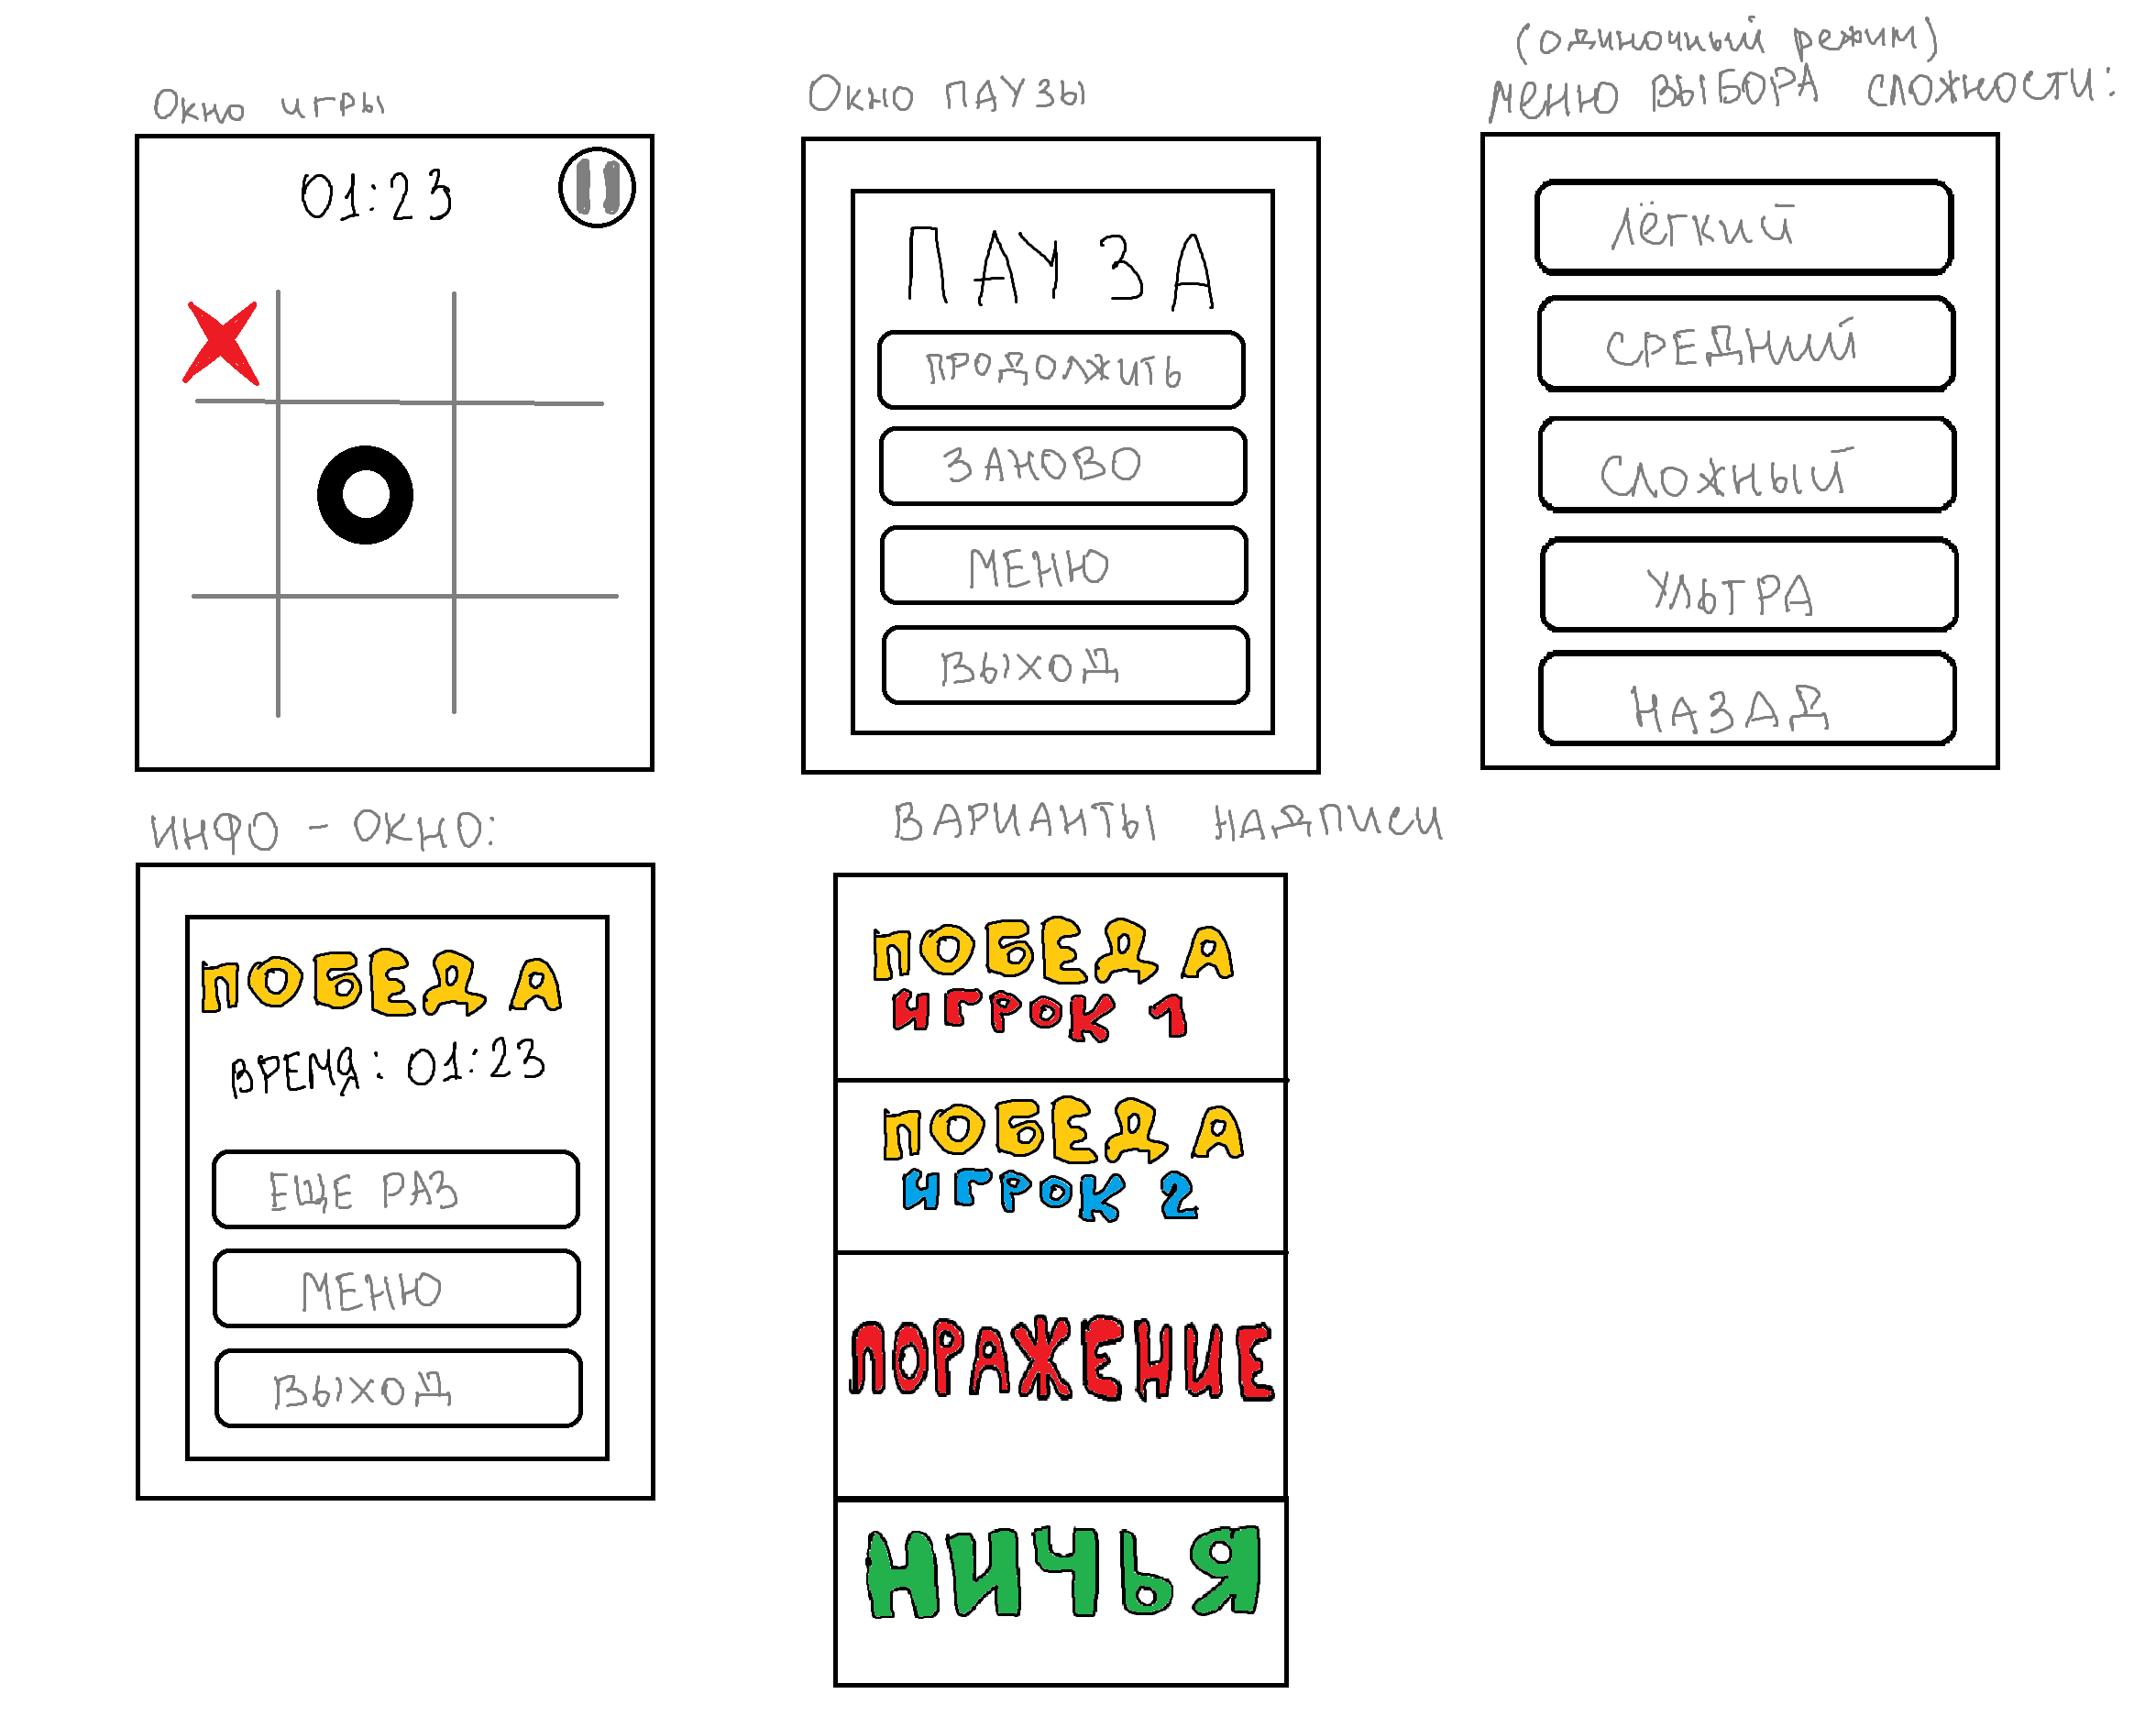 (одиночный режим)
Окно игры
Окно ПАУЗЫ
МЕНЮ ВЫБОРА СЛОЖНОСТИ:
01:23
ПАУЗА
ПРОДОЛЖИТЬ
ЗАНОВО
МЕНЮ
ВЫХОД
ЛЁГКИЙ
СРЕДНИЙ
СЛОЖНЫЙ
УЛЬТРА
НАЗАД
ИНФО - ОКНО:
ПОБЕДА
ВРЕМЯ: 01:23
ЕЩЕ РАЗ
МЕНЮ
ВЫХОД
ВАРИАНТЫ НАДПИСИ
ПОБЕДА
ИГРОК 1
ПОБЕДА
ИГРОК 2
ПОРАЖЕНИЕ
НИЧЬЯ